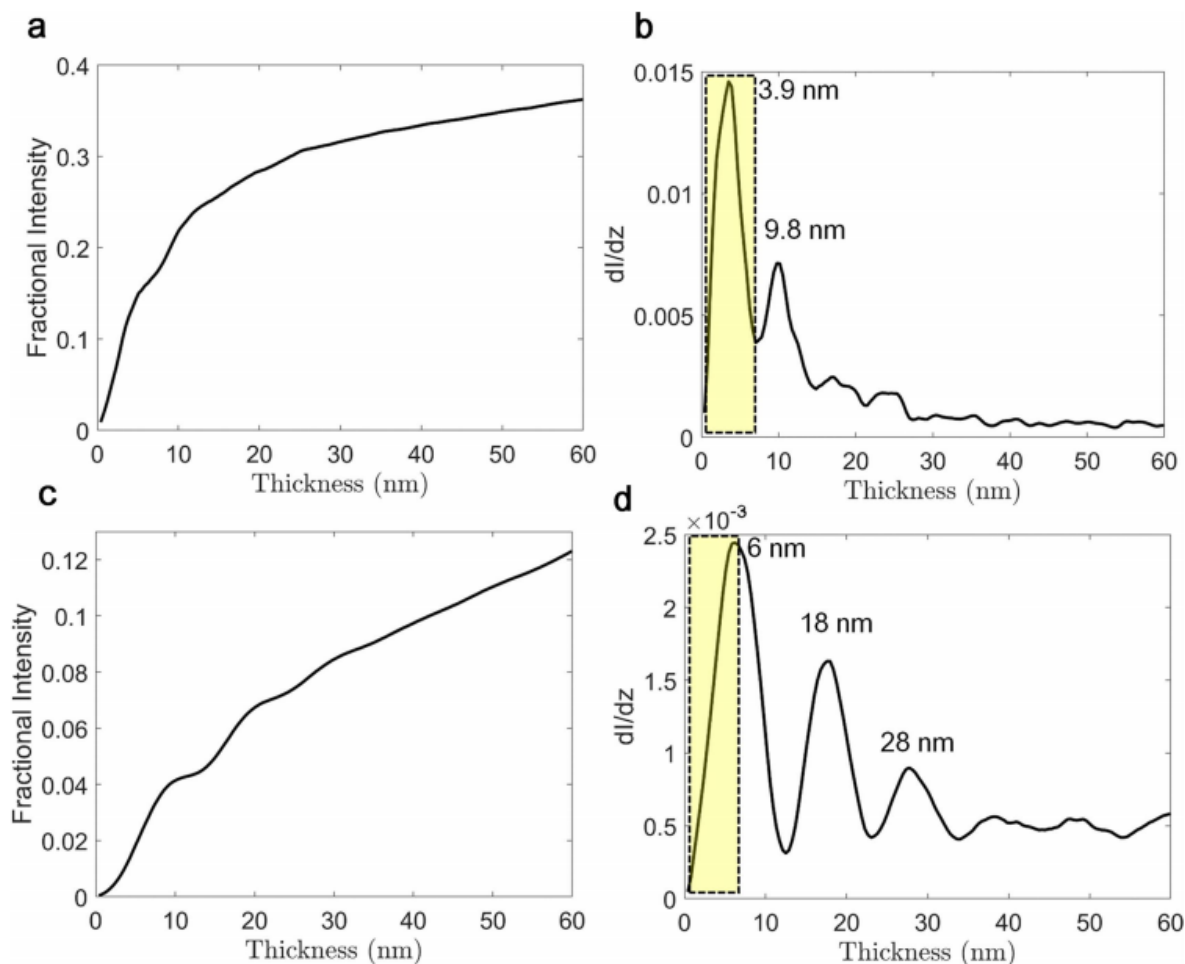 a
0.4
0.3
0.2
0.1
0
Fractional Intensity
0 10 20 30 40 50 60
Thickness (nm)
b
0.015
0.01
0.005
0
dI/dz
3.9 nm
9.8 nm
0 10 20 30 40 50 60
Thickness (nm)
c
0.12
0.1
0.08
0.06
0.04
0.02
0
Fractional Intensity
0 10 20 30 40 50 60
Thickness (nm)
d
×10⁻³
2.5
2
1.5
1
0.5
0
dI/dz
6 nm
18 nm
28 nm
0 10 20 30 40 50 60
Thickness (nm)